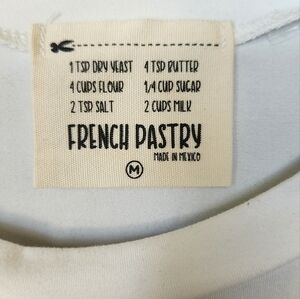 1 TSP DRY YEAST 4 TSP BUTTER
4 CUPS FLOUR 1/4 CUP SUGAR
2 TSP SALT 2 CUPS MILK
FRENCH PASTRY
MADE IN MEXICO
M